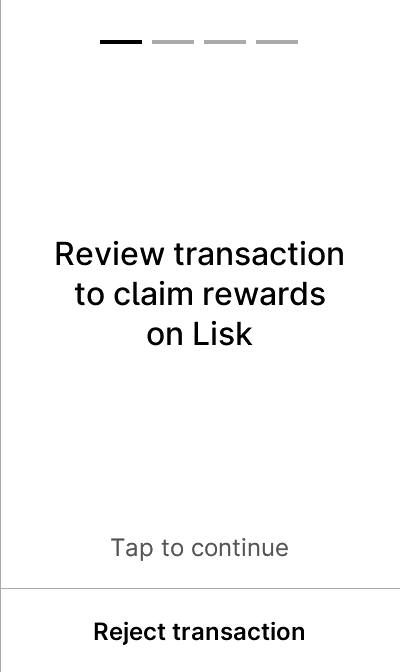 Review transaction
to claim rewards
on Lisk
Tap to continue
Reject transaction